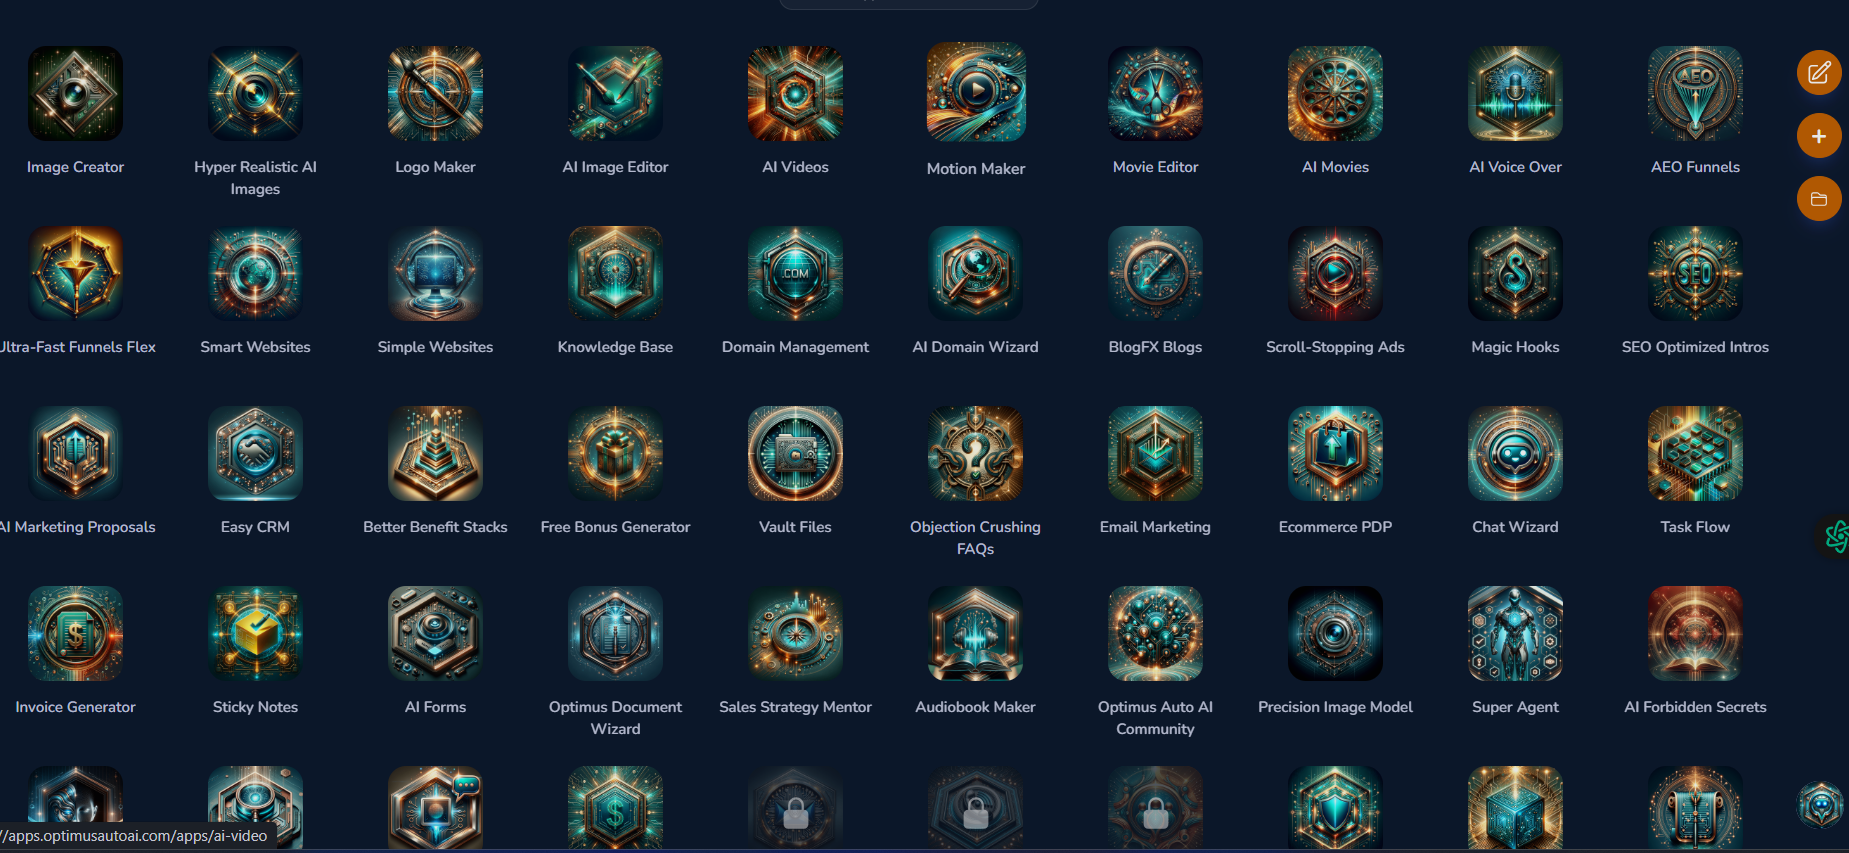 Image Creator
Hyper Realistic AI
Images
Logo Maker
AI Image Editor
AI Videos
Motion Maker
Movie Editor
AI Movies
AI Voice Over
AEO
AEO Funnels
Ultra-Fast Funnels Flex
Smart Websites
Simple Websites
Knowledge Base
.COM
Domain Management
AI Domain Wizard
BlogFX Blogs
Scroll-Stopping Ads
Magic Hooks
SEO
SEO Optimized Intros
AI Marketing Proposals
Easy CRM
Better Benefit Stacks
Free Bonus Generator
Vault Files
?
Objection Crushing
FAQs
Email Marketing
Ecommerce PDP
Chat Wizard
Task Flow
$
Invoice Generator
Sticky Notes
AI Forms
Optimus Document
Wizard
Sales Strategy Mentor
Audiobook Maker
Optimus Auto AI
Community
Precision Image Model
Super Agent
AI Forbidden Secrets
$
//apps.optimusautoai.com/apps/ai-video